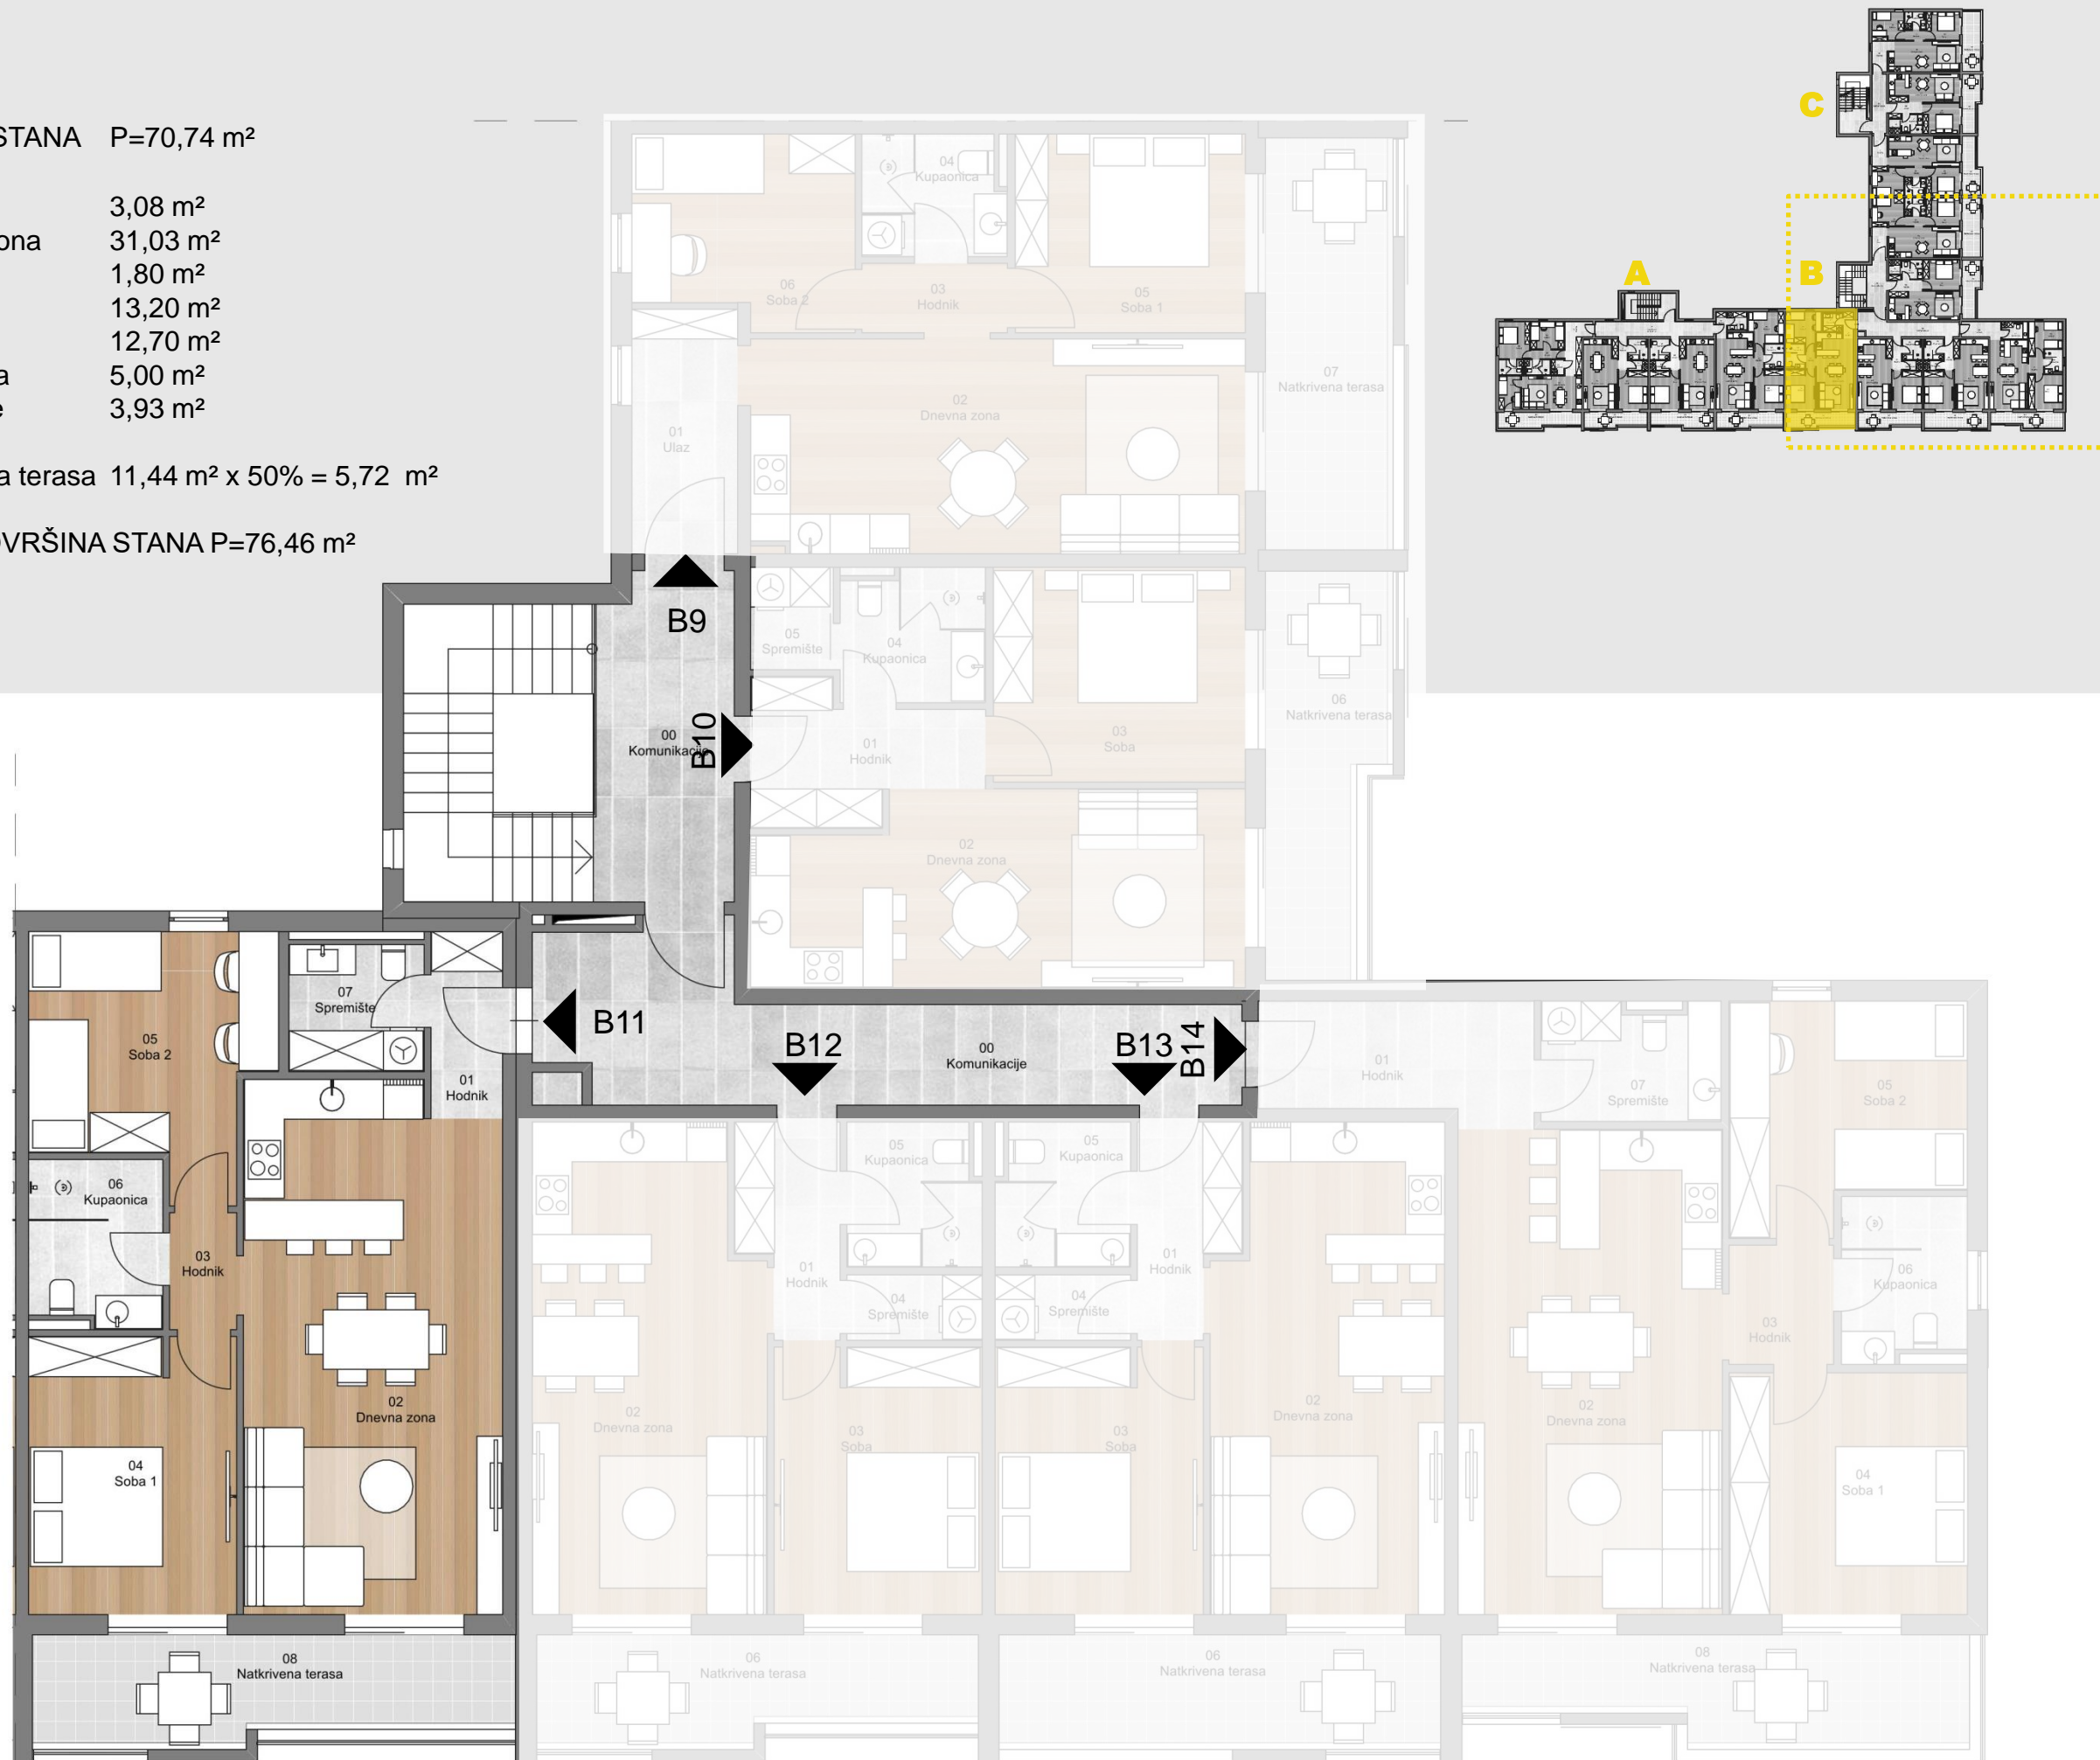 STANA P=70,74 m²
3,08 m²
ona 31,03 m²
1,80 m²
13,20 m²
12,70 m²
a 5,00 m²
e 3,93 m²
a terasa 11,44 m² x 50% = 5,72 m²
OVRŠINA STANA P=76,46 m²
C
A
B
04
Kupaonica
06
Soba 2
03
Hodnik
05
Soba 1
07
Natkrivena terasa
02
Dnevna zona
01
Ulaz
B9
05
Spremište
04
Kupaonica
06
Natkrivena terasa
00
Komunikacije
B10
01
Hodnik
03
Soba
02
Dnevna zona
07
Spremište
05
Soba 2
01
Hodnik
B11
B12
00
Komunikacije
B13
B14
01
Hodnik
07
Spremište
05
Soba 2
06
Kupaonica
03
Hodnik
05
Kupaonica
05
Kupaonica
01
Hodnik
01
Hodnik
04
Spremište
04
Spremište
06
Kupaonica
03
Hodnik
02
Dnevna zona
02
Dnevna zona
03
Soba
03
Soba
02
Dnevna zona
02
Dnevna zona
04
Soba 1
04
Soba 1
08
Natkrivena terasa
06
Natkrivena terasa
06
Natkrivena terasa
08
Natkrivena terasa